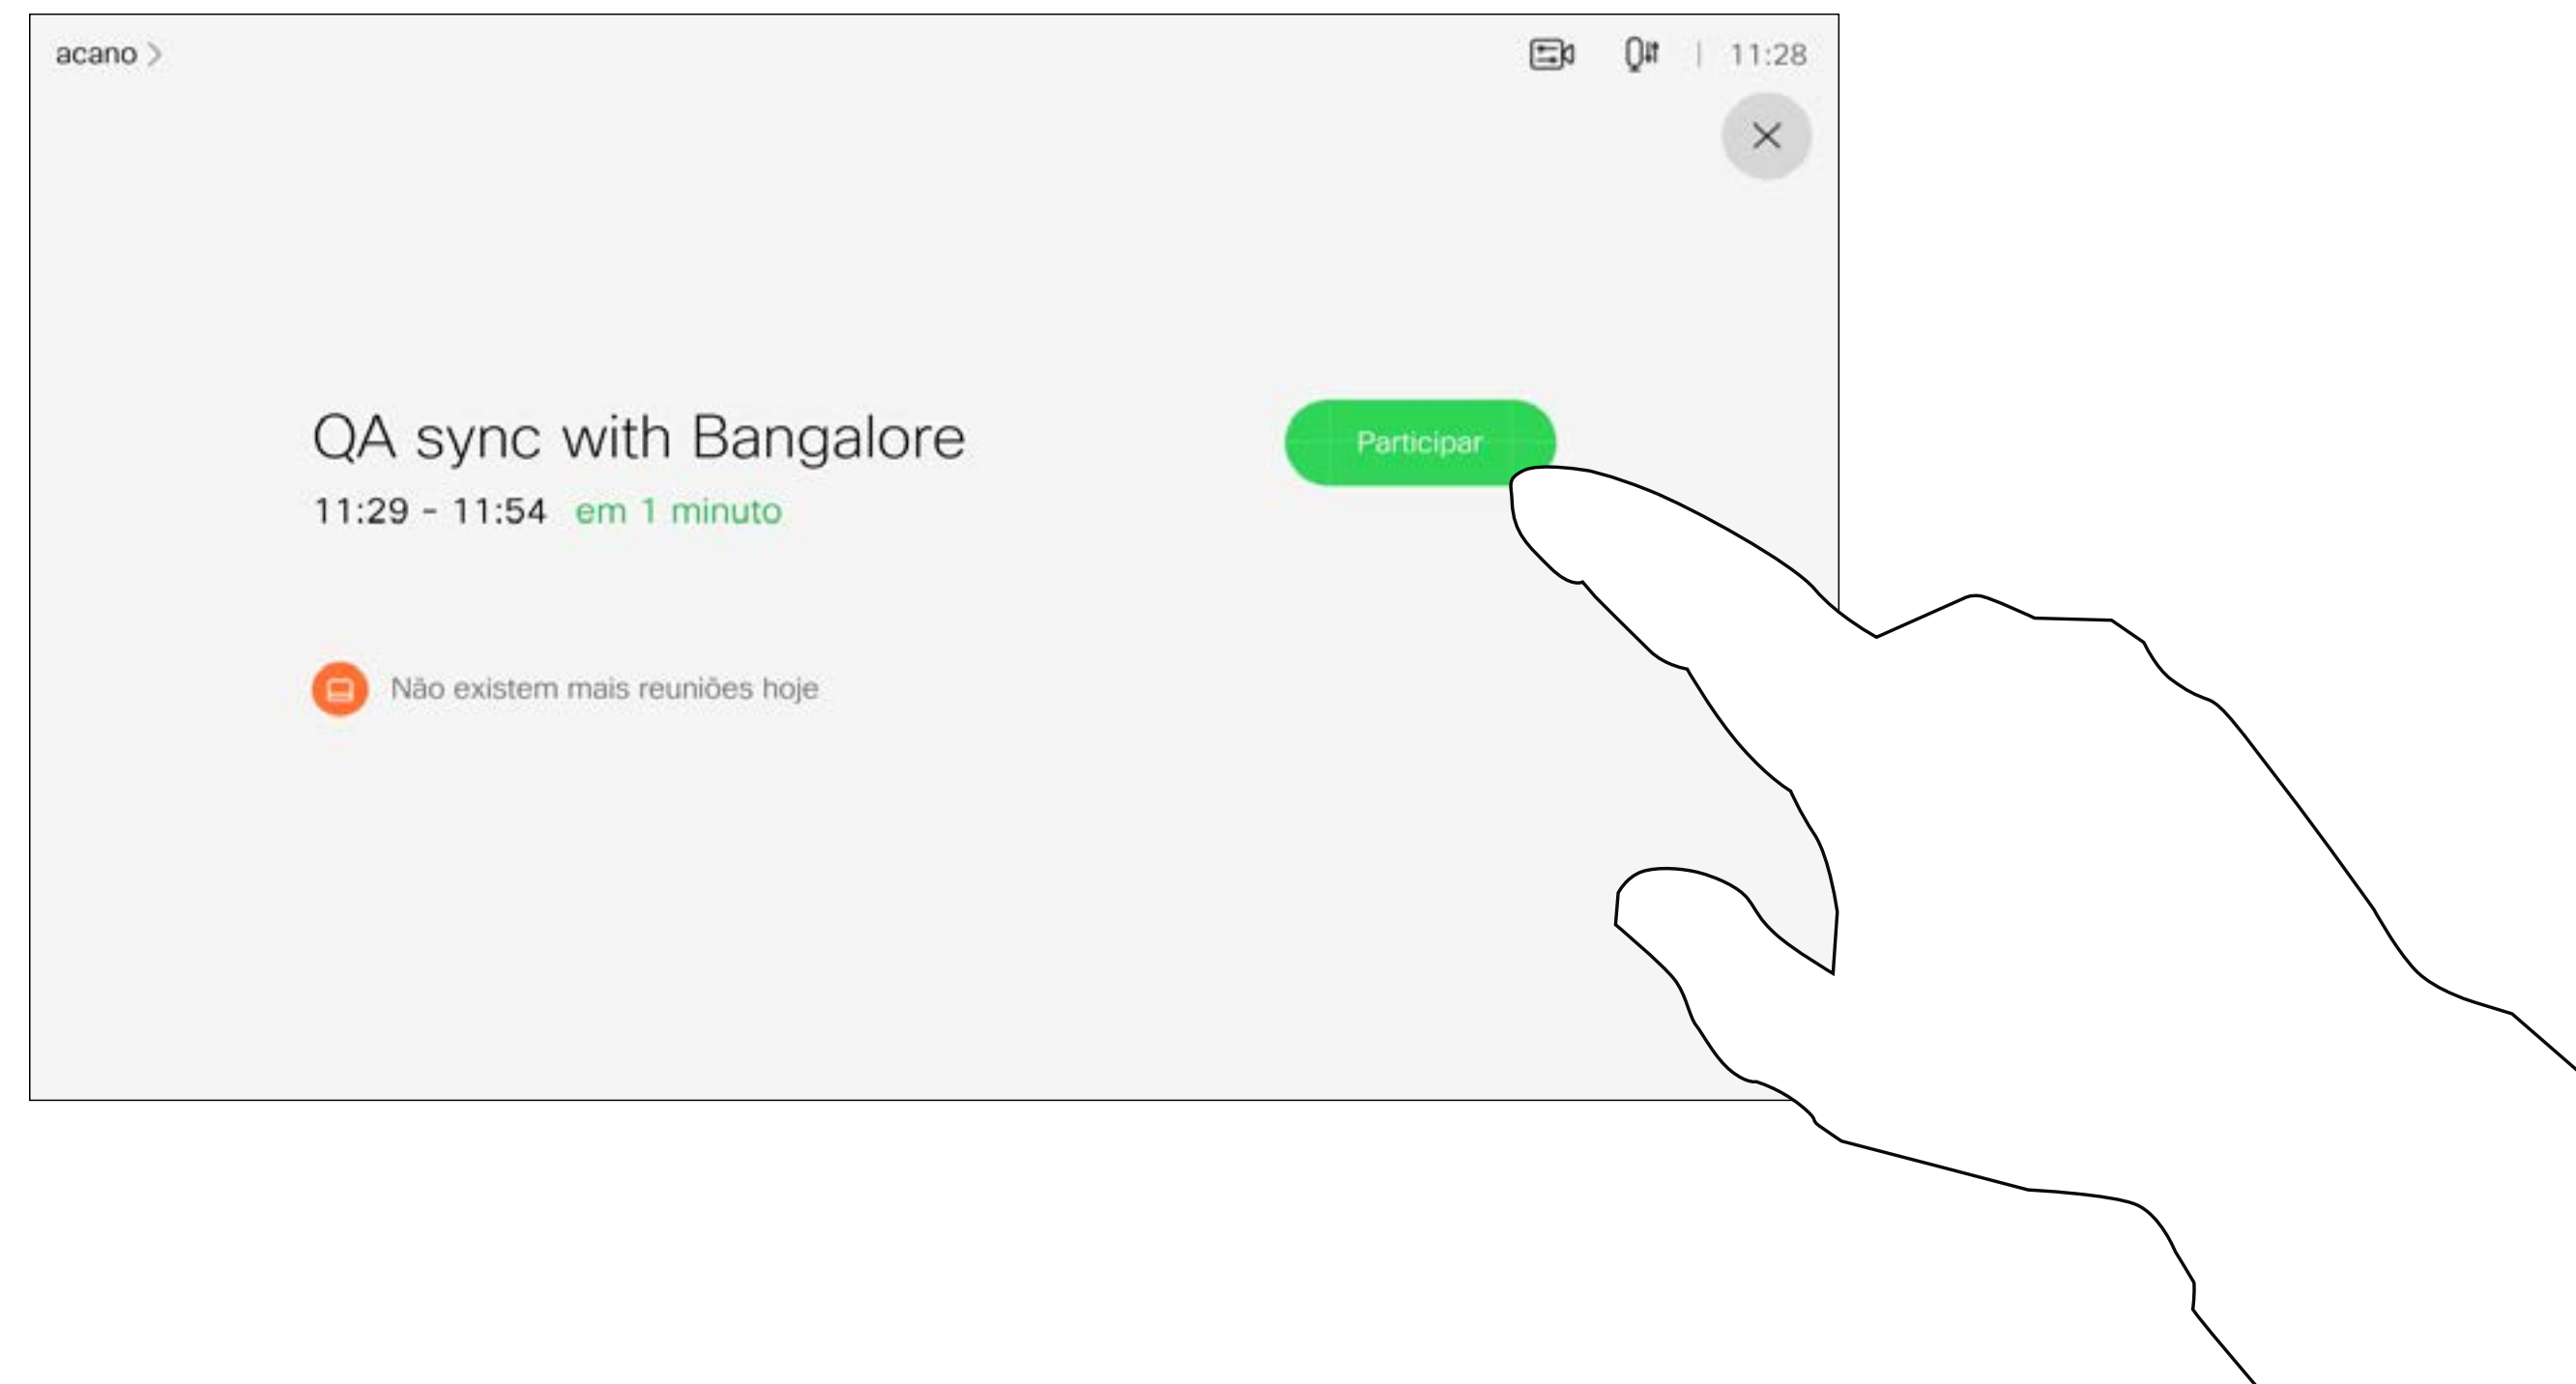 acano
11:28
QA sync with Bangalore
Participar
11:29 - 11:54 em 1 minuto
Não existem mais reuniões hoje